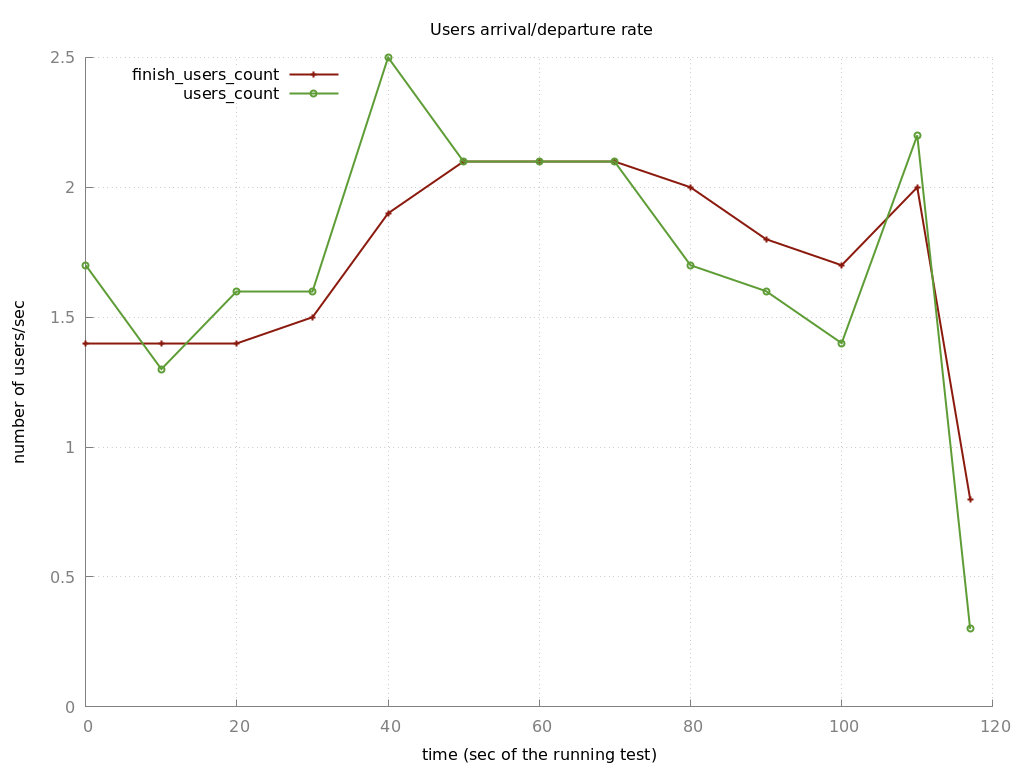 Users arrival/departure rate
2.5
finish_users_count
users_count
2
1.5
number of users/sec
1
0.5
0
0 20 40 60 80 100 120
time (sec of the running test)